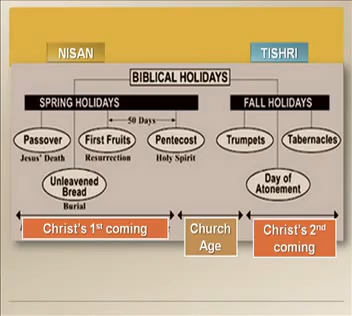 NISAN
TISHRI
BIBLICAL HOLIDAYS
SPRING HOLIDAYS
FALL HOLIDAYS
50 Days
Passover
First Fruits
Pentecost
Trumpets
Tabernacles
Jesus' Death
Resurrection
Holy Spirit
Unleavened
Bread
Day of
Atonement
Burial
Christ's 1st coming
Church
Age
Christ's 2nd
coming